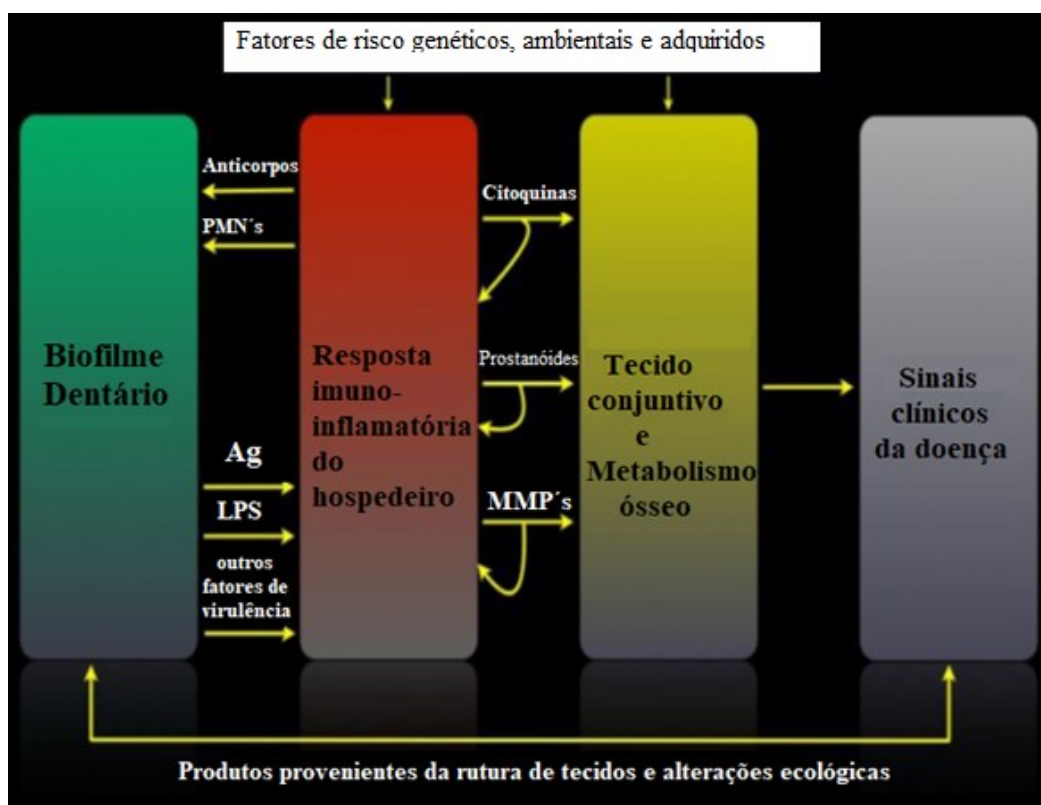 Fatores de risco genéticos, ambientais e adquiridos
Anticorpos
PMN´s
Citoquinas
Biofilme
Dentário
Resposta
imuno-
inflamatória
do
hospedeiro
Prostanóides
Tecido
conjuntivo
e
Metabolismo
ósseo
Sinais
clínicos
da doença
Ag
LPS
outros
fatores de
virulência
MMP´s
Produtos provenientes da rutura de tecidos e alterações ecológicas